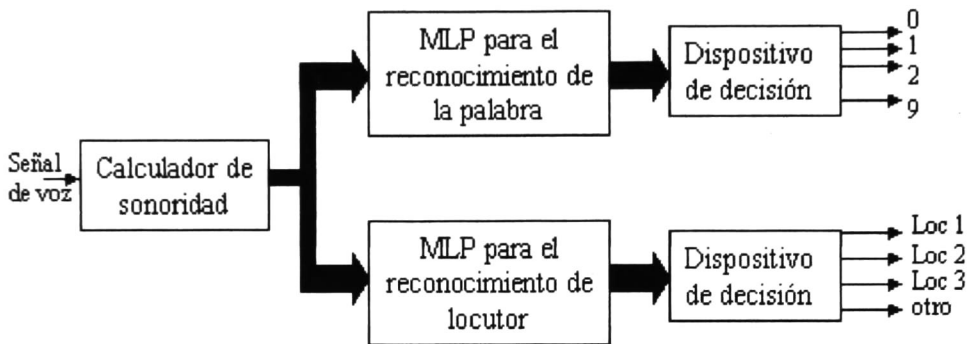 MLP para el
reconocimiento de
la palabra
Dispositivo
de decisión
0
1
2
9
Señal
de voz
Calculador de
sonoridad
MLP para el
reconocimiento de
locutor
Dispositivo
de decisión
Loc 1
Loc 2
Loc 3
otro